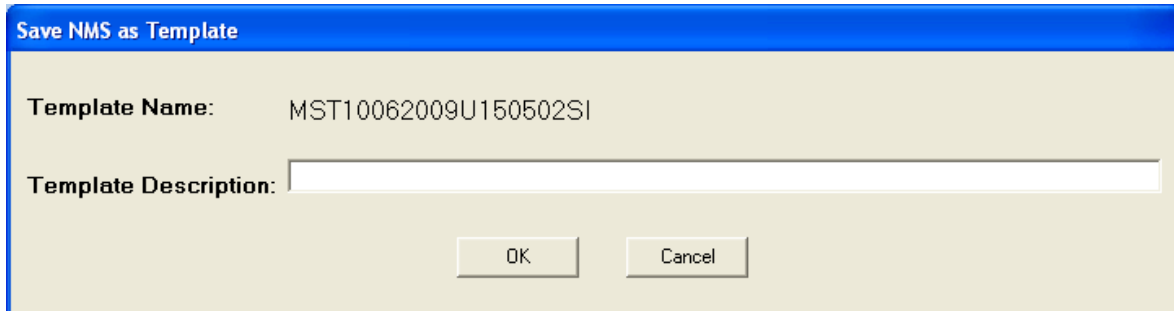 Save NMS as Template
Template Name: MST10062009U150502SI
Template Description:
OK Cancel